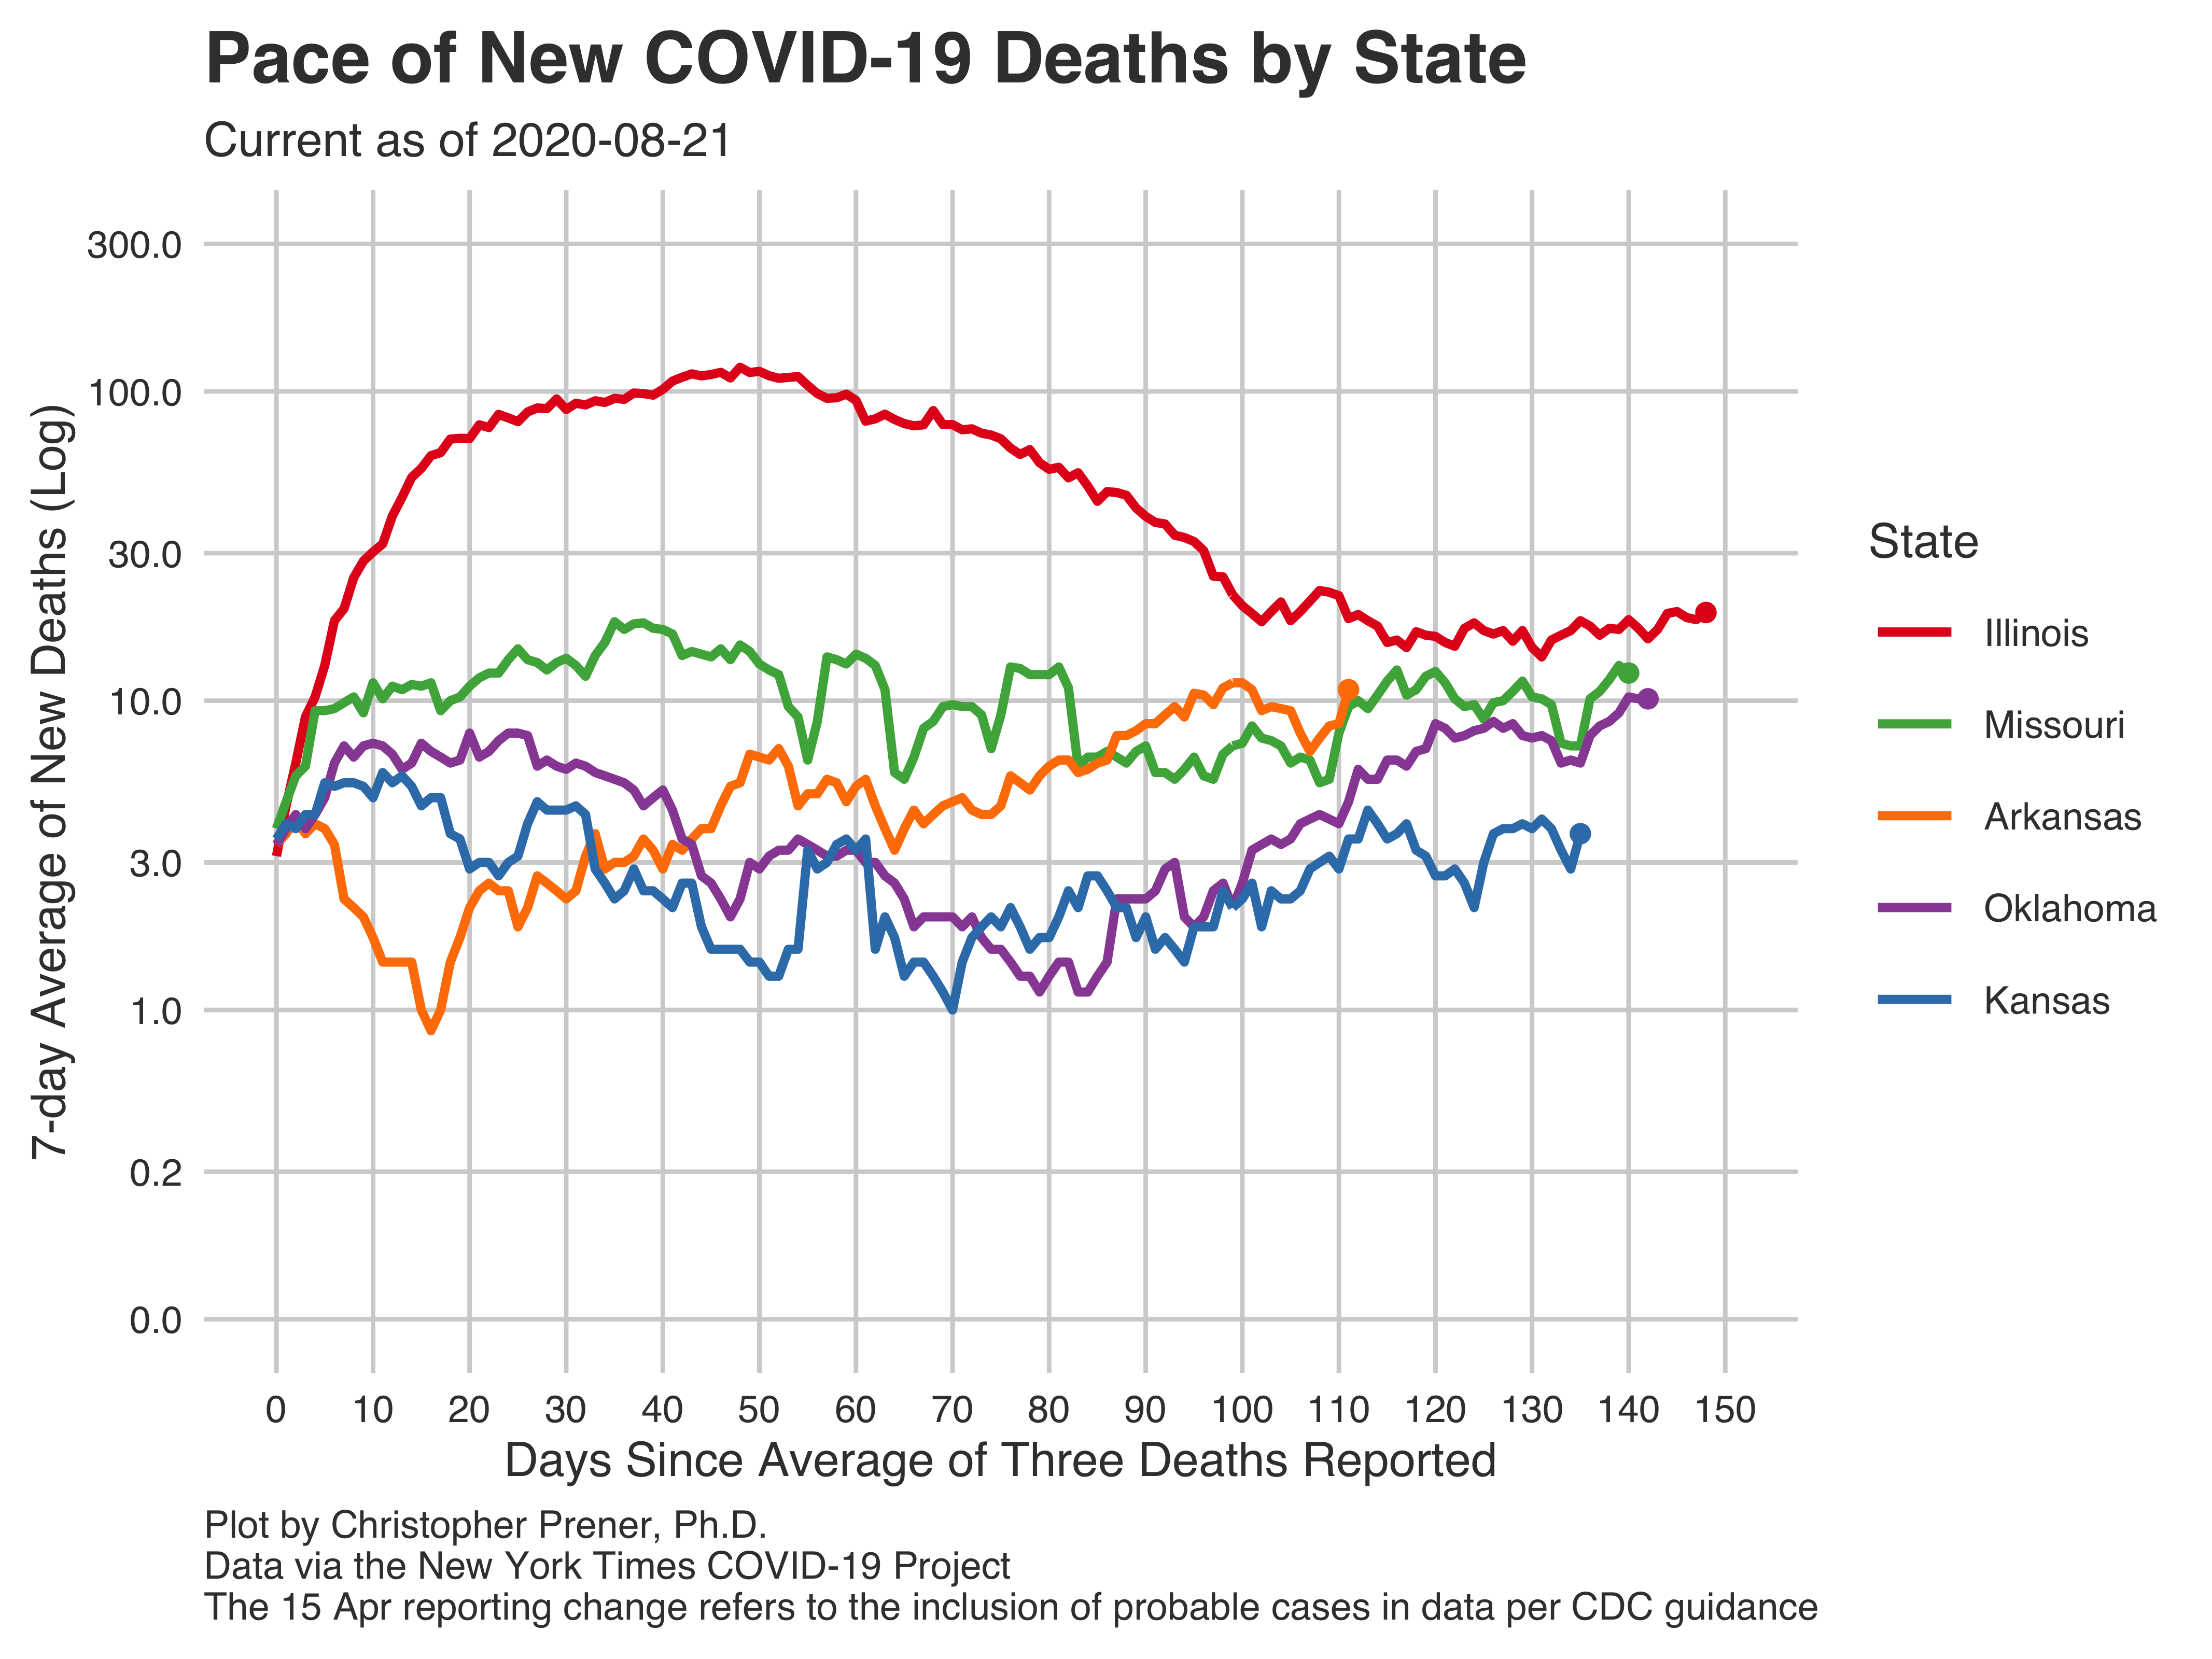 Pace of New COVID-19 Deaths by State
Current as of 2020-08-21
7-day Average of New Deaths (Log)
300.0
100.0
30.0
10.0
3.0
1.0
0.2
0.0
0 10 20 30 40 50 60 70 80 90 100 110 120 130 140 150
Days Since Average of Three Deaths Reported
State
Illinois
Missouri
Arkansas
Oklahoma
Kansas
Plot by Christopher Prener, Ph.D.
Data via the New York Times COVID-19 Project
The 15 Apr reporting change refers to the inclusion of probable cases in data per CDC guidance